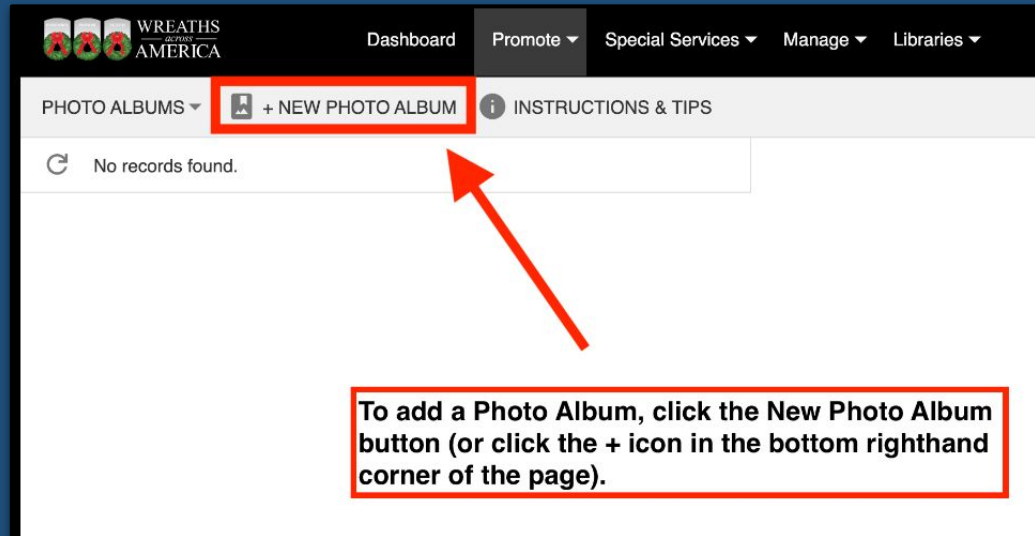 WREATHS
across
AMERICA
Dashboard Promote Special Services Manage Libraries
PHOTO ALBUMS + NEW PHOTO ALBUM INSTRUCTIONS & TIPS
No records found.
To add a Photo Album, click the New Photo Album
button (or click the + icon in the bottom righthand
corner of the page).